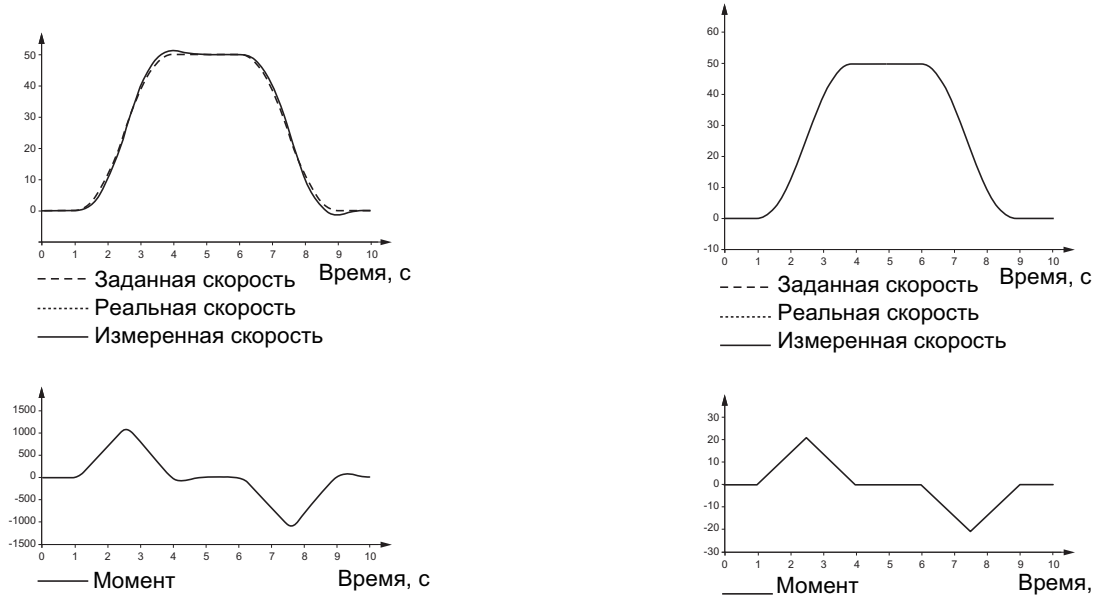 50
40
30
20
10
0
0 1 2 3 4 5 6 7 8 9 10
Время, с
Заданная скорость
Реальная скорость
Измеренная скорость
60
50
40
30
20
10
0
-10
0 1 2 3 4 5 6 7 8 9 10
Время, с
Заданная скорость
Реальная скорость
Измеренная скорость
1500
1000
500
0
-500
-1000
-1500
0 1 2 3 4 5 6 7 8 9 10
Момент
Время, с
30
20
10
0
-10
-20
-30
0 1 2 3 4 5 6 7 8 9 10
Момент
Время,